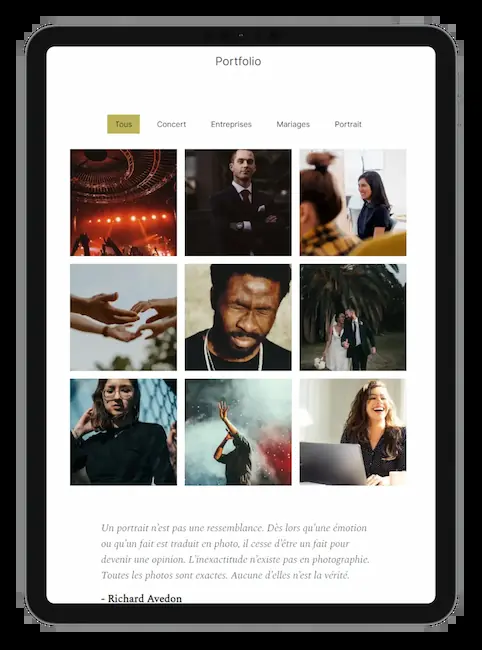 Portfolio
Tous Concert Entreprises Mariages Portrait
Un portrait n'est pas une ressemblance. Dès lors qu'une émotion
ou qu'un fait est traduit en photo, il cesse d'être un fait pour
devenir une opinion. L'inexactitude n'existe pas en photographie.
Toutes les photos sont exactes. Aucune d'elles n'est la vérité.
- Richard Avedon